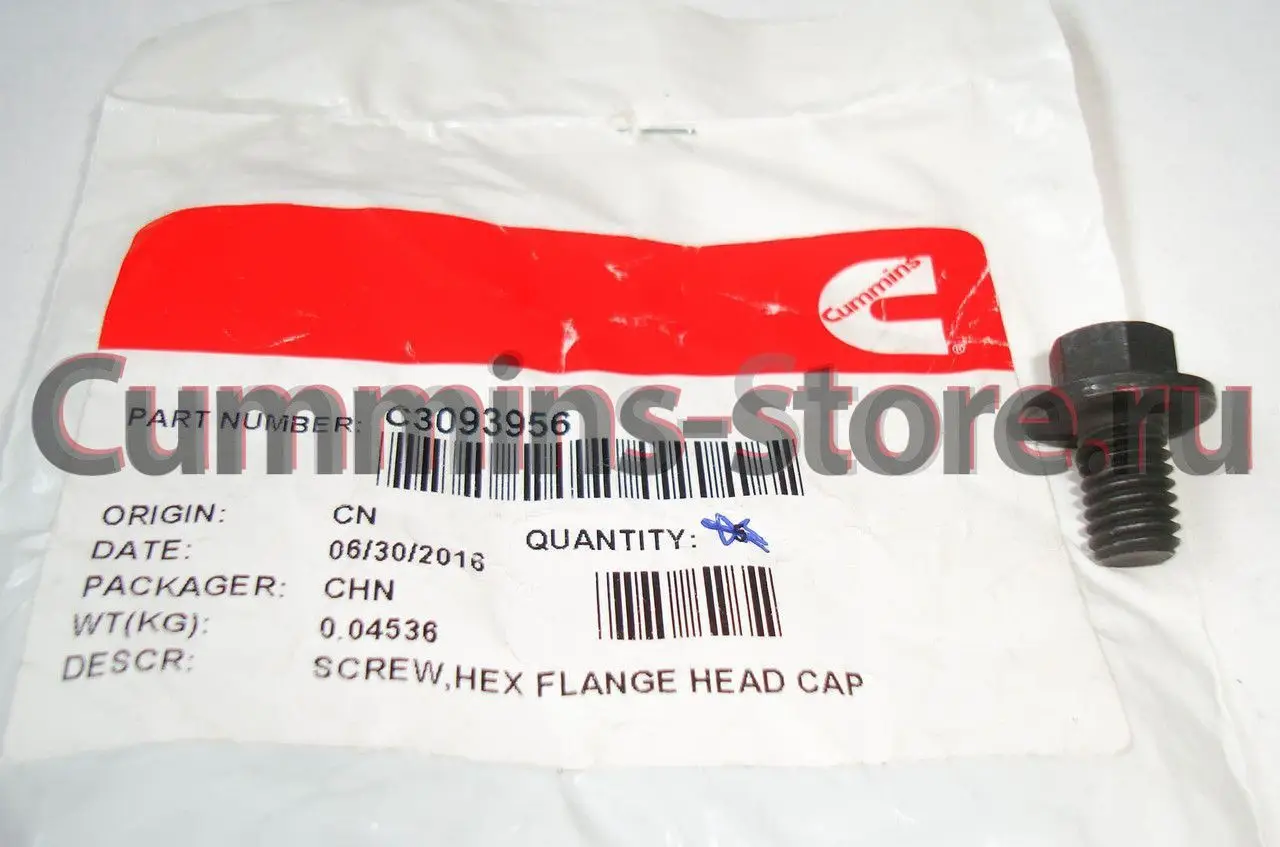 Cummins
®
Cummins-Store.ru
PART NUMBER: C3093956
ORIGIN: CN
DATE: 06/30/2016
QUANTITY:
PACKAGER: CHN
WT(KG): 0.04536
DESCR: SCREW,HEX FLANGE HEAD CAP